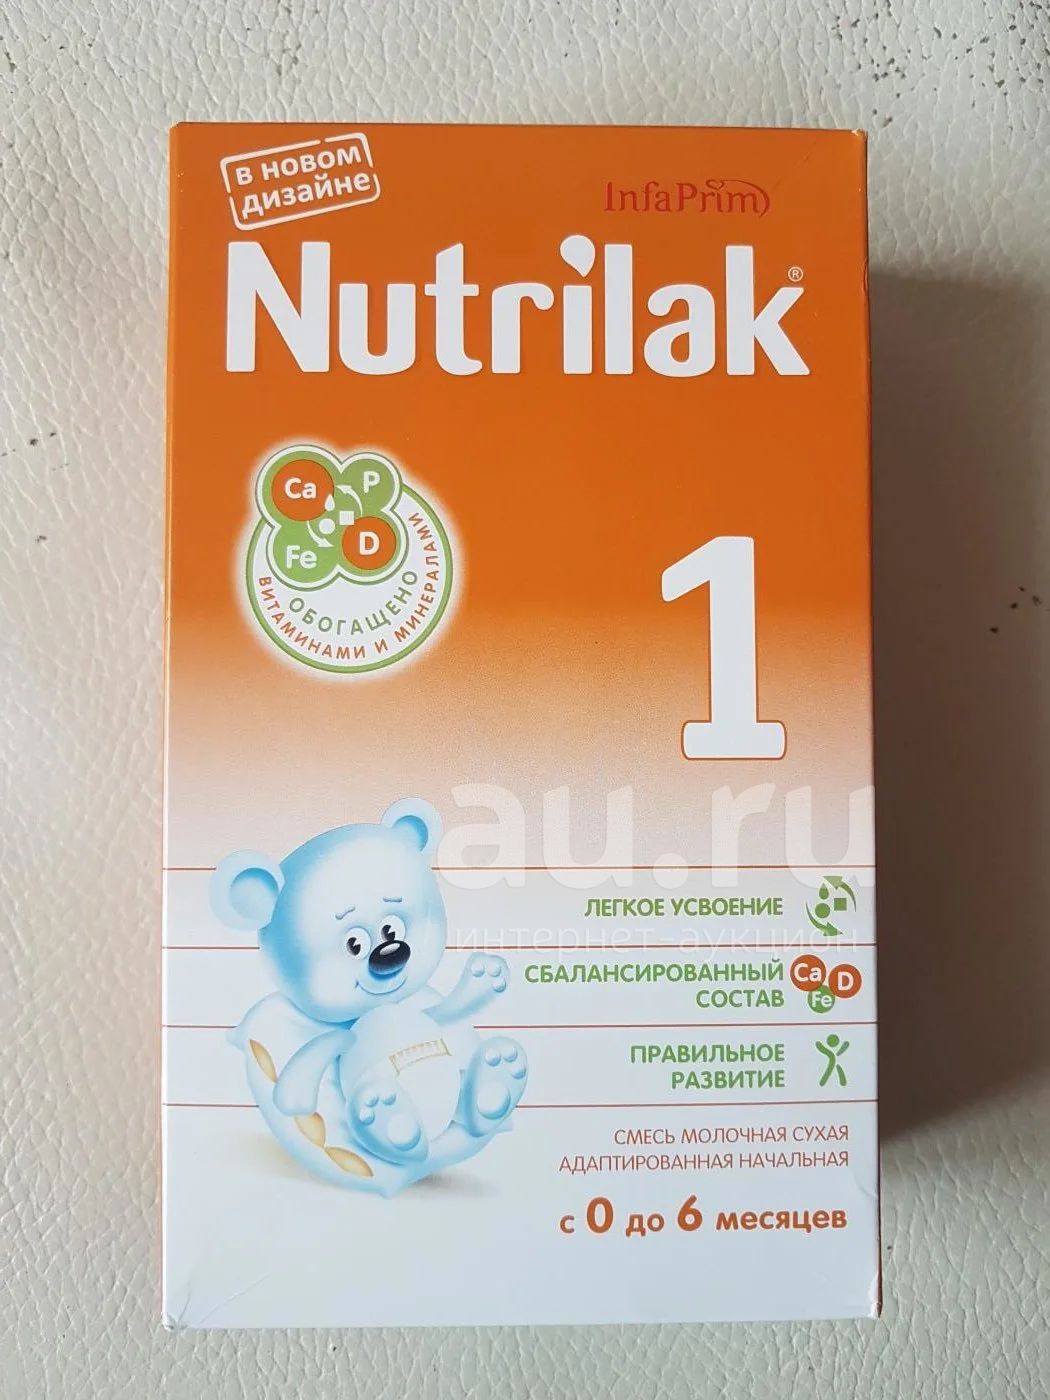 в новом
дизайне
InfaPrim
Nutrilak®
Ca P
Fe D
ОБОГАЩЕНО
ВИТАМИНАМИ И МИНЕРАЛАМИ
1
au.ru
интернет-аукцион
ЛЕГКОЕ УСВОЕНИЕ
СБАЛАНСИРОВАННЫЙ
СОСТАВ
Ca D
Fe
ПРАВИЛЬНОЕ
РАЗВИТИЕ
СМЕСЬ МОЛОЧНАЯ СУХАЯ
АДАПТИРОВАННАЯ НАЧАЛЬНАЯ
с 0 до 6 месяцев